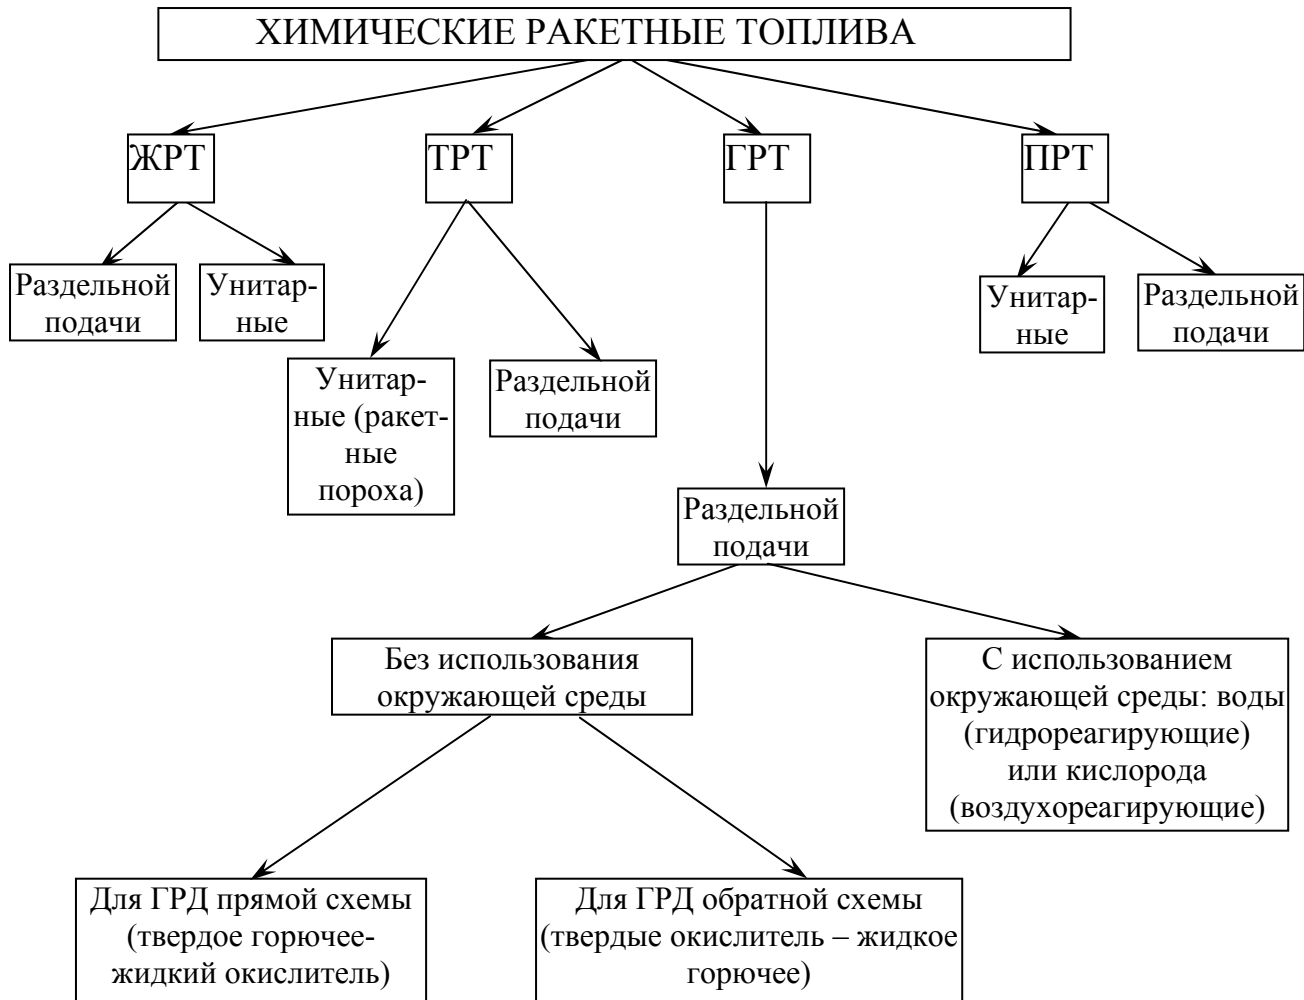 ХИМИЧЕСКИЕ РАКЕТНЫЕ ТОПЛИВА
ЖРТ
ТРТ
ГРТ
ПРТ
Раздельной
подачи
Унитар-
ные
Унитар-
ные (ракет-
ные
пороха)
Раздельной
подачи
Унитар-
ные
Раздельной
подачи
Раздельной
подачи
Без использования
окружающей среды
С использованием
окружающей среды: воды
(гидрореагирующие)
или кислорода
(воздухореагирующие)
Для ГРД прямой схемы
(твердое горючее-
жидкий окислитель)
Для ГРД обратной схемы
(твердые окислитель – жидкое
горючее)